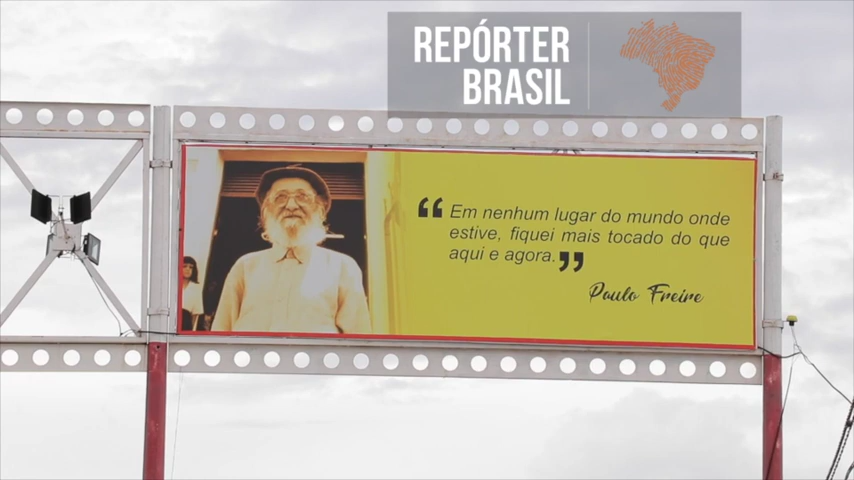 REPÓRTER
BRASIL
“ Em nenhum lugar do mundo onde
estive, fiquei mais tocado do que
aqui e agora. ”
Paulo Freire